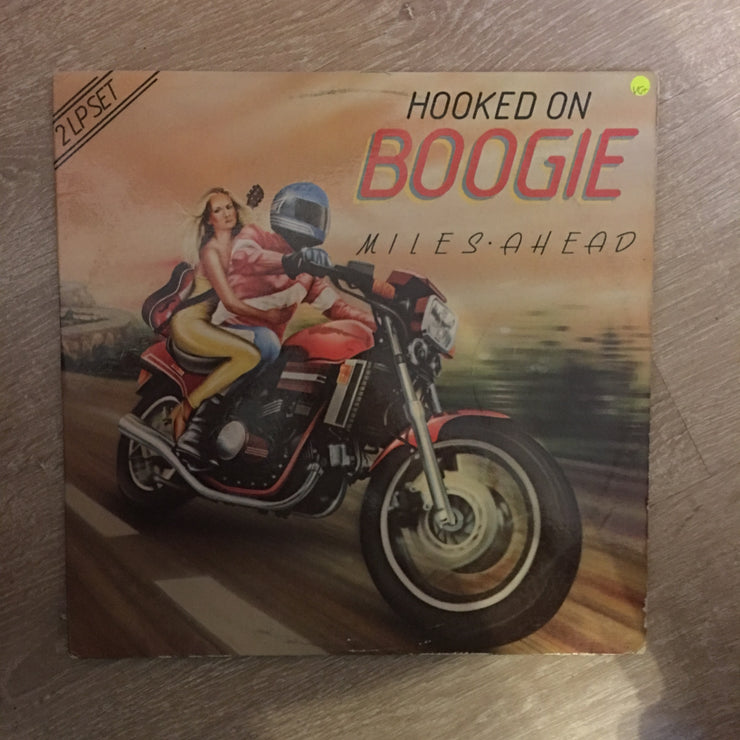 2 LP SET
HOOKED ON
BOOGIE
MILES·AHEAD